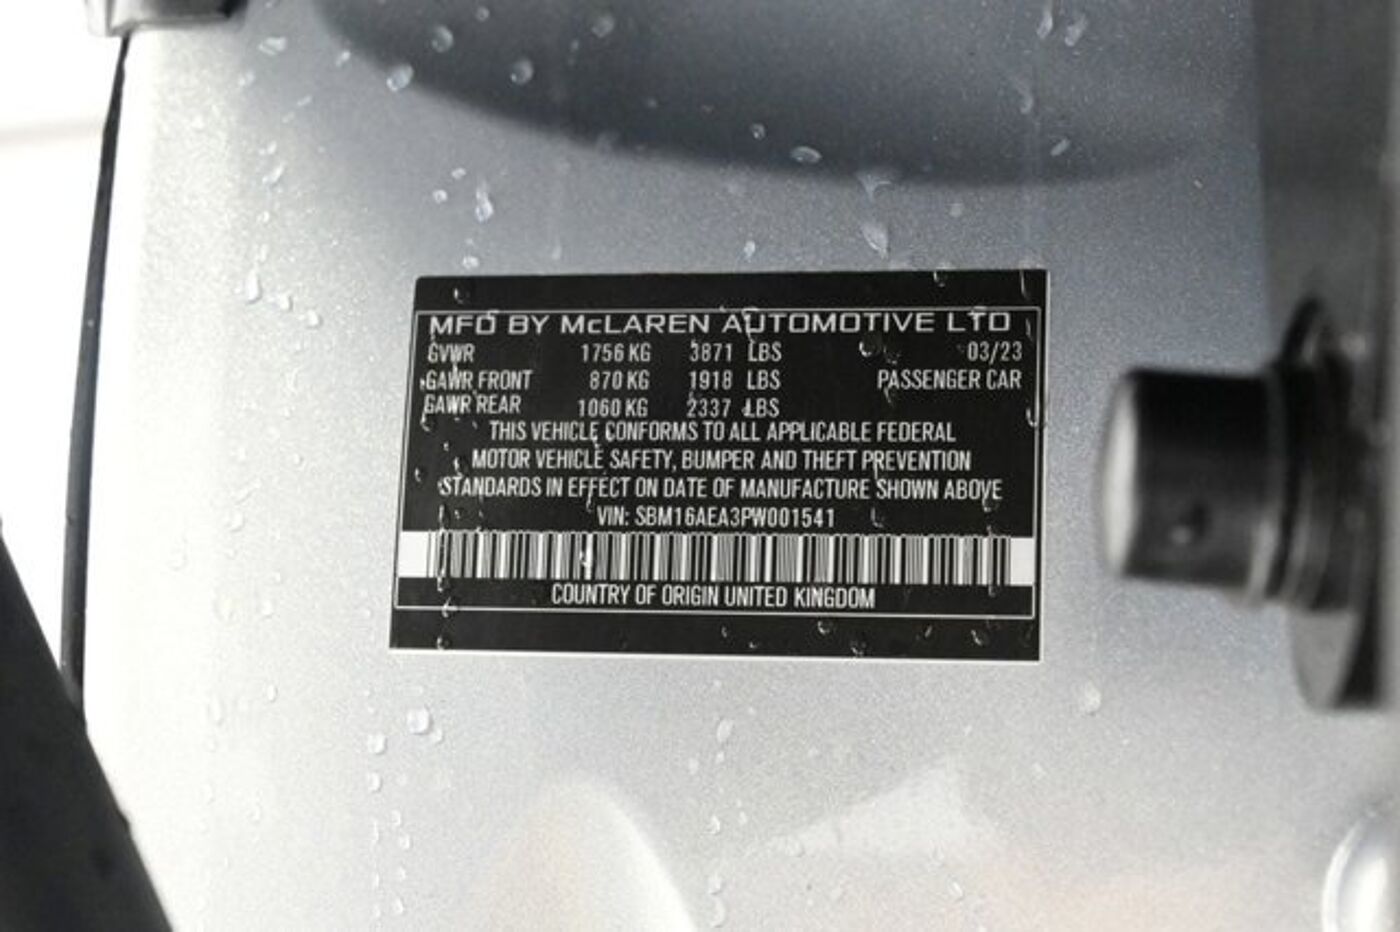 MFD BY McLAREN AUTOMOTIVE LTD
GVWR 1756 KG 3871 LBS 03/23
GAWR FRONT 870 KG 1918 LBS PASSENGER CAR
GAWR REAR 1060 KG 2337 LBS
THIS VEHICLE CONFORMS TO ALL APPLICABLE FEDERAL
MOTOR VEHICLE SAFETY, BUMPER AND THEFT PREVENTION
STANDARDS IN EFFECT ON DATE OF MANUFACTURE SHOWN ABOVE
VIN: SBM16AEA3PW001541
COUNTRY OF ORIGIN UNITED KINGDOM